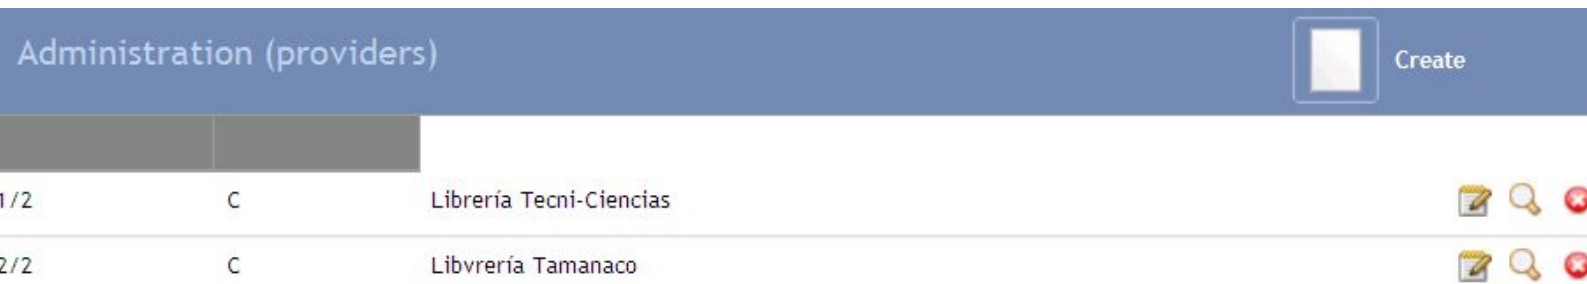 Administration (providers)
Create
1/2 C Librería Tecni-Ciencias
2/2 C Libvrería Tamanaco